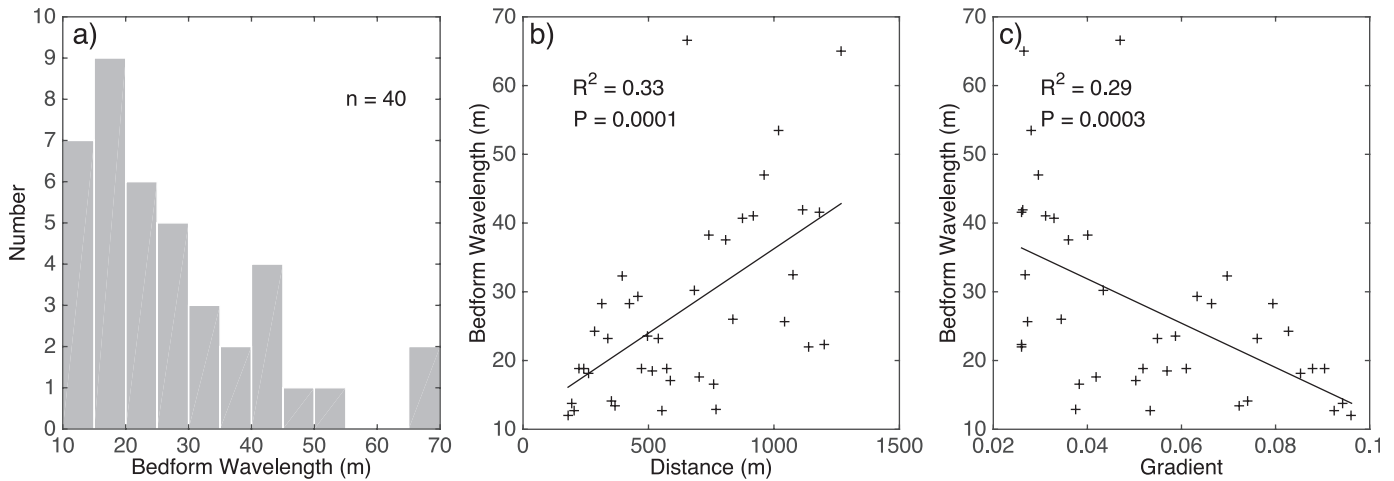 a)
n = 40
10
9
8
7
6
5
4
3
2
1
0
Number
10 20 30 40 50 60 70
Bedform Wavelength (m)
b)
R² = 0.33
P = 0.0001
70
60
50
40
30
20
10
Bedform Wavelength (m)
0 500 1000 1500
Distance (m)
c)
R² = 0.29
P = 0.0003
70
60
50
40
30
20
10
Bedform Wavelength (m)
0.02 0.04 0.06 0.08 0.1
Gradient